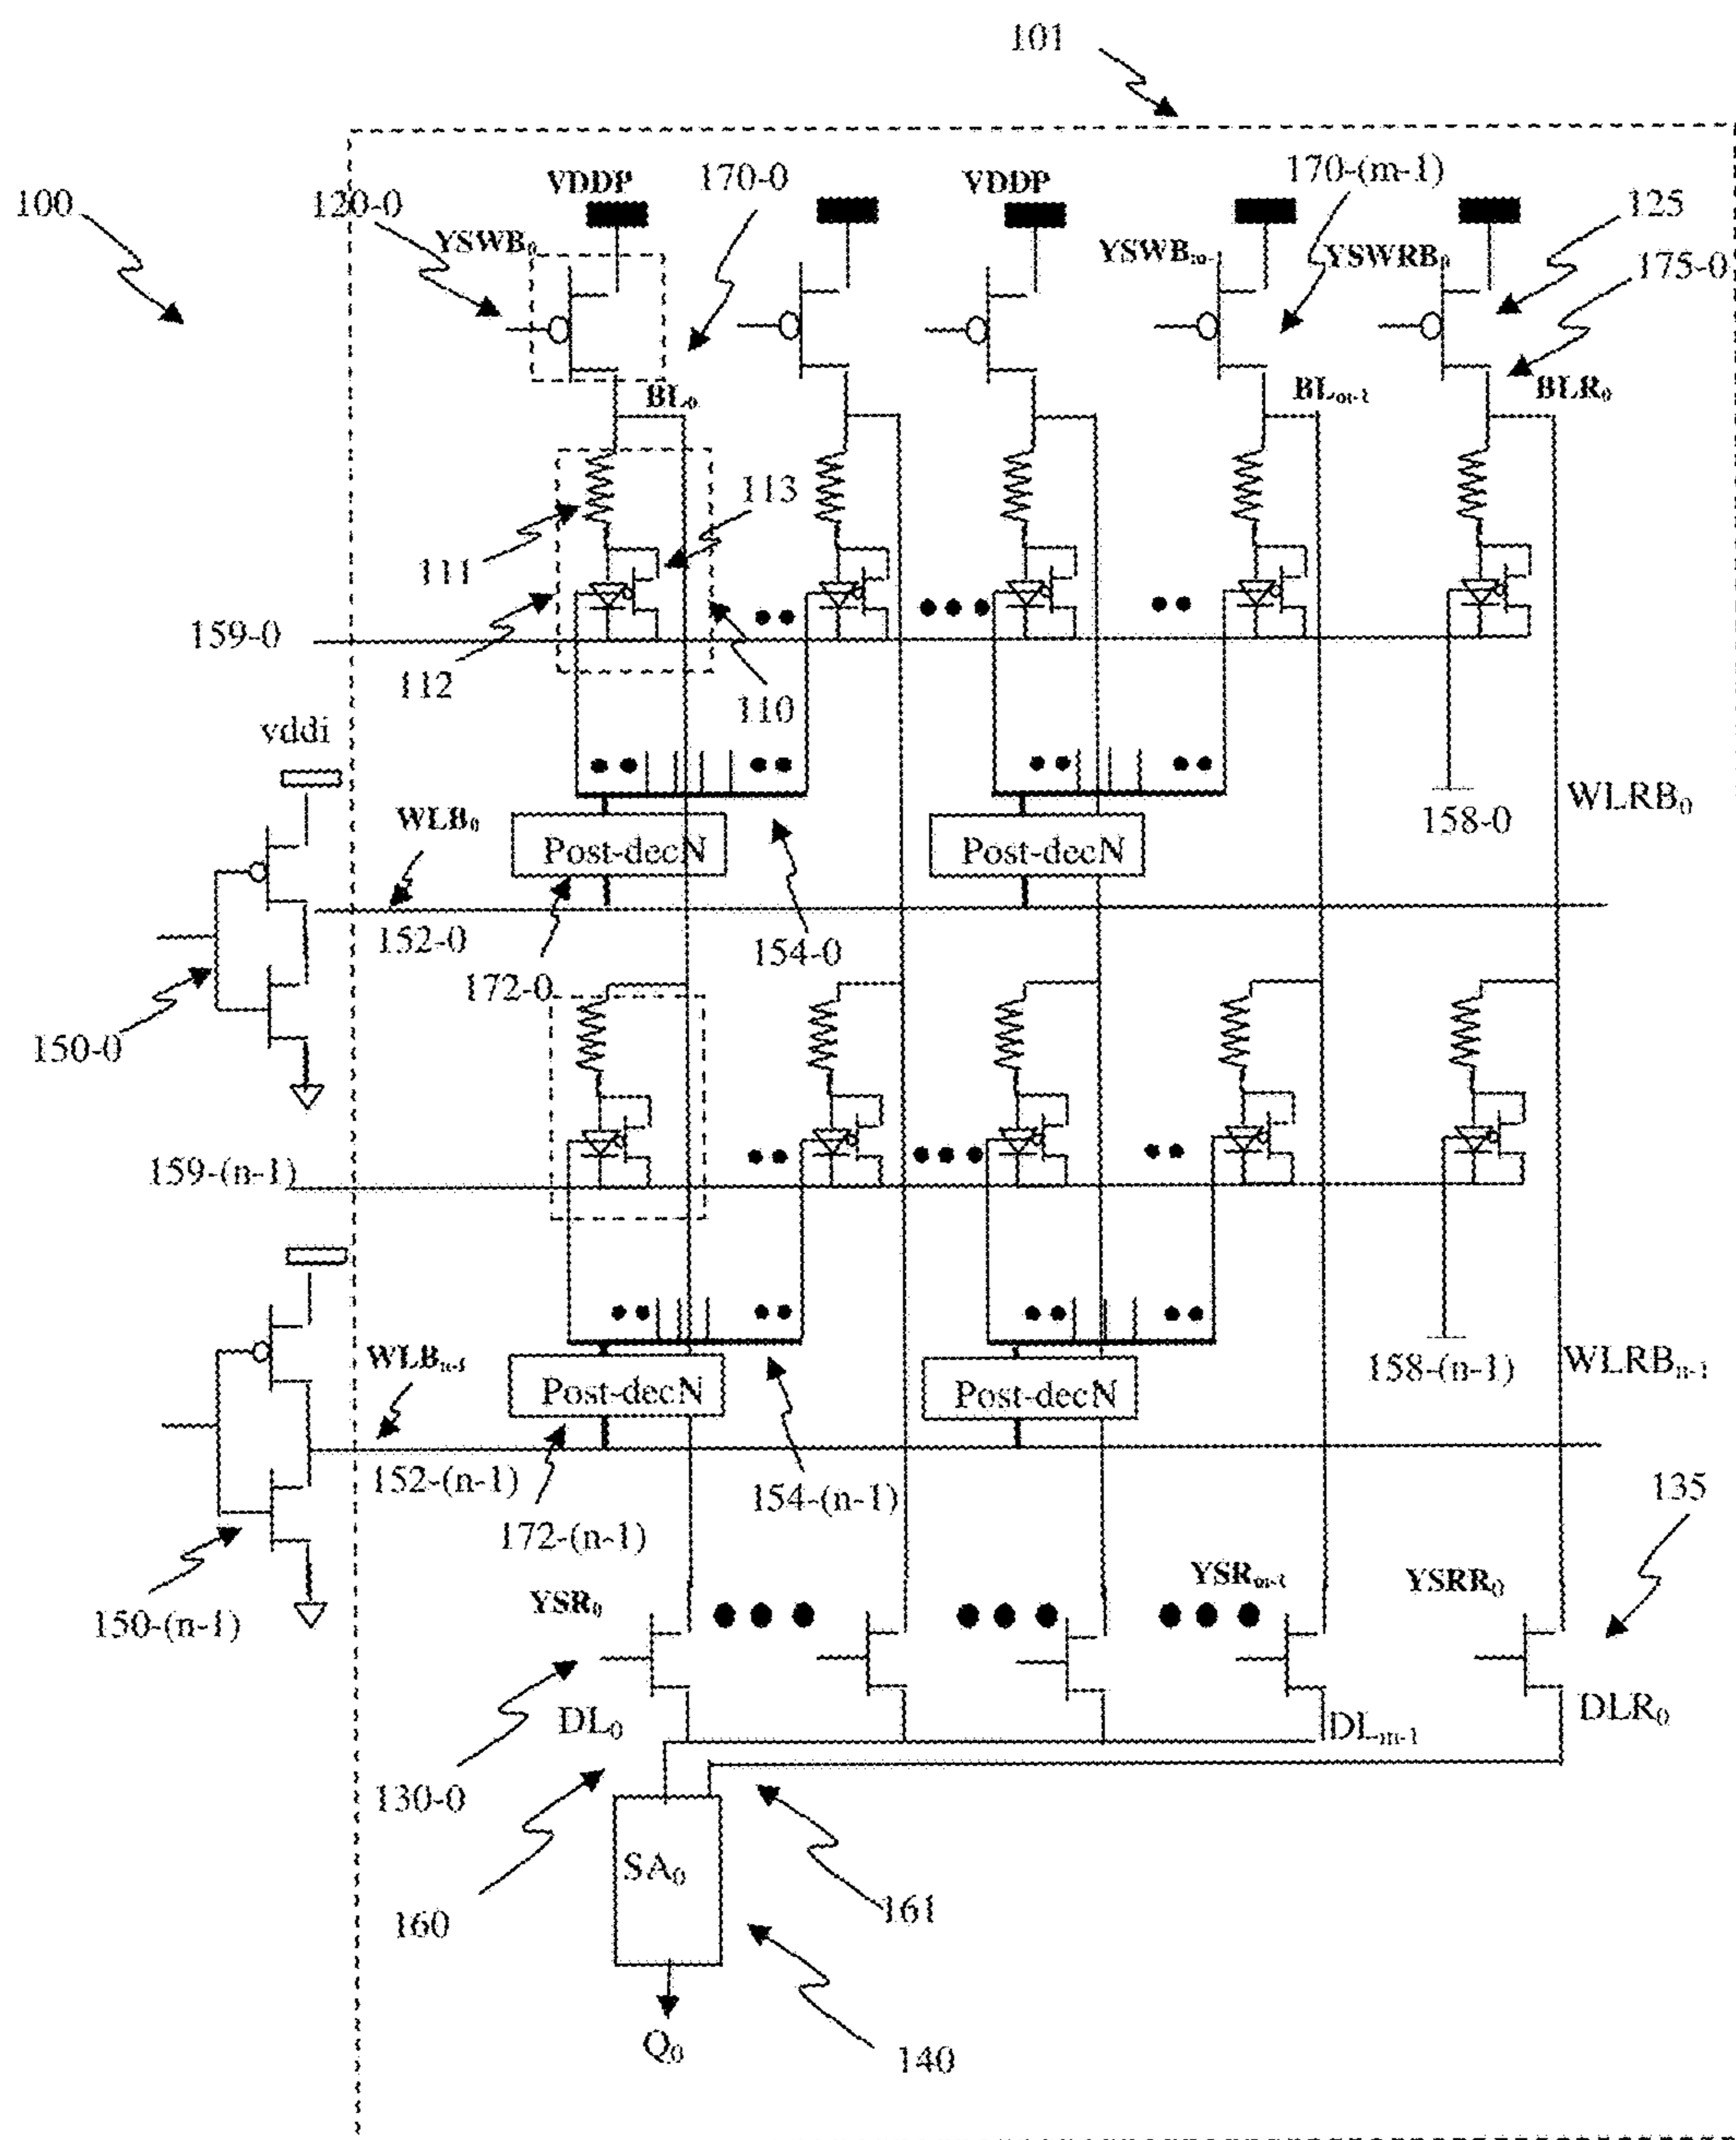 101
100
120-0
VDDP
170-0
VDDP
170-(m-1)
125
YSWB₀
YSWRB₀
175-0
BL₀
BLₘ₋₁
BLR₀
111
113
159-0
112
110
vddi
WLB₀
Post-decN
Post-decN
158-0
WLRB₀
152-0
154-0
172-0
150-0
159-(n-1)
WLBₙ₋₁
Post-decN
Post-decN
158-(n-1)
WLRBₙ₋₁
152-(n-1)
154-(n-1)
172-(n-1)
135
150-(n-1)
YSR₀
YSRₘ₋₁
YSRR₀
DL₀
DLₘ₋₁
DLR₀
130-0
SA₀
160
161
Q₀
140